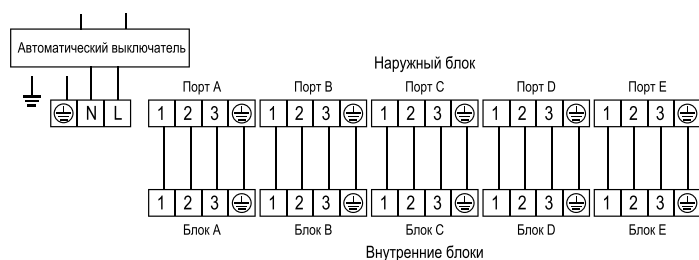 Автоматический выключатель
Наружный блок
Порт A Порт B Порт C Порт D Порт E
N L 1 2 3 1 2 3 1 2 3 1 2 3 1 2 3
1 2 3 1 2 3 1 2 3 1 2 3 1 2 3
Блок A Блок B Блок C Блок D Блок E
Внутренние блоки